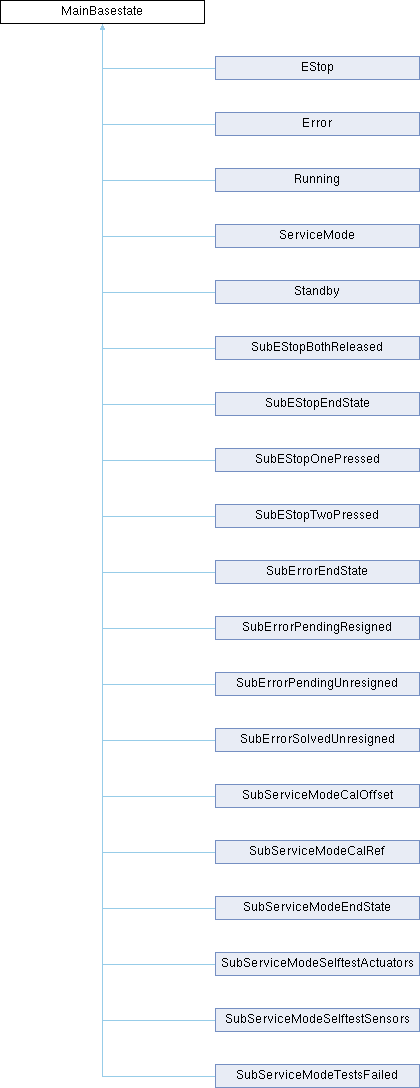 MainBasestate
EStop
Error
Running
ServiceMode
Standby
SubEStopBothReleased
SubEStopEndState
SubEStopOnePressed
SubEStopTwoPressed
SubErrorEndState
SubErrorPendingResigned
SubErrorPendingUnresigned
SubErrorSolvedUnresigned
SubServiceModeCalOffset
SubServiceModeCalRef
SubServiceModeEndState
SubServiceModeSelftestActuators
SubServiceModeSelftestSensors
SubServiceModeTestsFailed